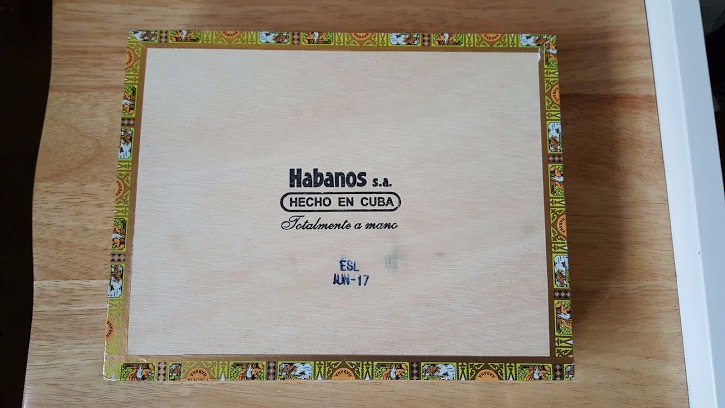 Habanos s.a.
HECHO EN CUBA
Totalmente a mano
ESL
JUN-17